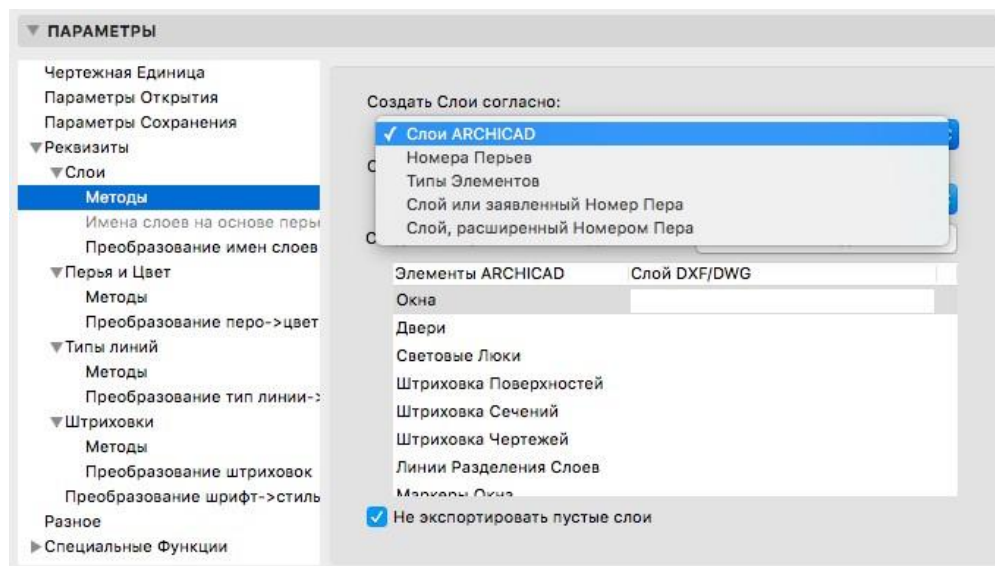 ПАРАМЕТРЫ
Чертежная Единица
Параметры Открытия
Параметры Сохранения
Реквизиты
Слои
Методы
Имена слоев на основе перь
Преобразование имен слоев
Перья и Цвет
Методы
Преобразование перо->цвет
Типы линий
Методы
Преобразование тип линии->
Штриховки
Методы
Преобразование штриховок
Преобразование шрифт->стиль
Разное
Специальные Функции
Создать Слои согласно:
Слои ARCHICAD
Номера Перьев
Типы Элементов
Слой или заявленный Номер Пера
Слой, расширенный Номером Пера
Элементы ARCHICAD Слой DXF/DWG
Окна
Двери
Световые Люки
Штриховка Поверхностей
Штриховка Сечений
Штриховка Чертежей
Линии Разделения Слоев
Маркеры Окна
Не экспортировать пустые слои